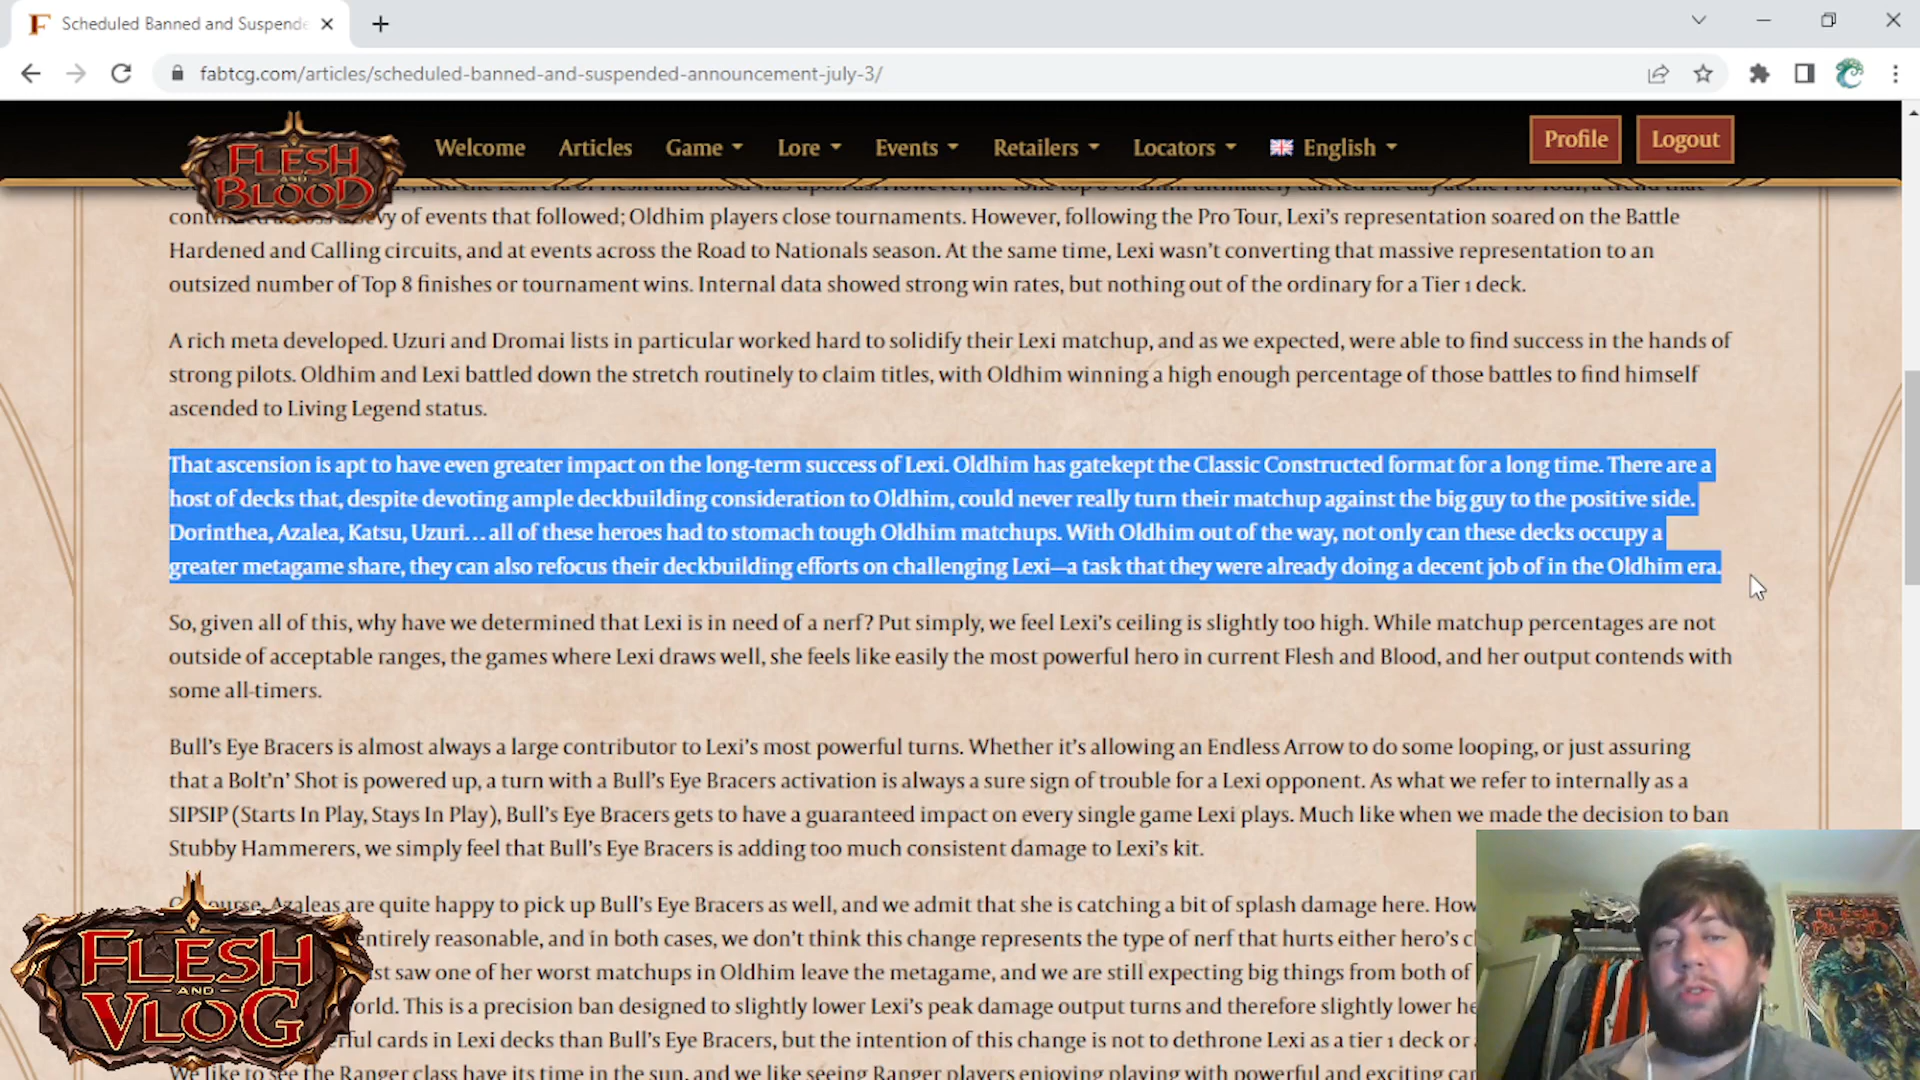 Scheduled Banned and Suspende
fabtcg.com/articles/scheduled-banned-and-suspended-announcement-july-3/
FLESH
AND
BLOOD
Welcome
Articles
Game
Lore
Events
Retailers
Locators
English
Profile
Logout
of events that followed; Oldhim players close tournaments. However, following the Pro Tour, Lexi's representation soared on the Battle
Hardened and Calling circuits, and at events across the Road to Nationals season. At the same time, Lexi wasn't converting that massive representation to an
outsized number of Top 8 finishes or tournament wins. Internal data showed strong win rates, but nothing out of the ordinary for a Tier 1 deck.
A rich meta developed. Uzuri and Dromai lists in particular worked hard to solidify their Lexi matchup, and as we expected, were able to find success in the hands of
strong pilots. Oldhim and Lexi battled down the stretch routinely to claim titles, with Oldhim winning a high enough percentage of those battles to find himself
ascended to Living Legend status.
That ascension is apt to have even greater impact on the long-term success of Lexi. Oldhim has gatekept the Classic Constructed format for a long time. There are a
host of decks that, despite devoting ample deckbuilding consideration to Oldhim, could never really turn their matchup against the big guy to the positive side.
Dorinthea, Azalea, Katsu, Uzuri… all of these heroes had to stomach tough Oldhim matchups. With Oldhim out of the way, not only can these decks occupy a
greater metagame share, they can also refocus their deckbuilding efforts on challenging Lexi—a task that they were already doing a decent job of in the Oldhim era.
So, given all of this, why have we determined that Lexi is in need of a nerf? Put simply, we feel Lexi's ceiling is slightly too high. While matchup percentages are not
outside of acceptable ranges, the games where Lexi draws well, she feels like easily the most powerful hero in current Flesh and Blood, and her output contends with
some all-timers.
Bull's Eye Bracers is almost always a large contributor to Lexi's most powerful turns. Whether it's allowing an Endless Arrow to do some looping, or just assuring
that a Bolt'n' Shot is powered up, a turn with a Bull's Eye Bracers activation is always a sure sign of trouble for a Lexi opponent. As what we refer to internally as a
SIPSIP (Starts In Play, Stays In Play), Bull's Eye Bracers gets to have a guaranteed impact on every single game Lexi plays. Much like when we made the decision to ban
Stubby Hammerers, we simply feel that Bull's Eye Bracers is adding too much consistent damage to Lexi's kit.
Azaleas are quite happy to pick up Bull's Eye Bracers as well, and we admit that she is catching a bit of splash damage here. How
entirely reasonable, and in both cases, we don't think this change represents the type of nerf that hurts either hero's
saw one of her worst matchups in Oldhim leave the metagame, and we are still expecting big things from both of
This is a precision ban designed to slightly lower Lexi's peak damage output turns and therefore slightly lower
cards in Lexi decks than Bull's Eye Bracers, but the intention of this change is not to dethrone Lexi as a tier 1 deck or
We like to see the Ranger class have its time in the sun, and we like seeing Ranger players enjoying playing with powerful and exciting
FLESH
AND
VLOG